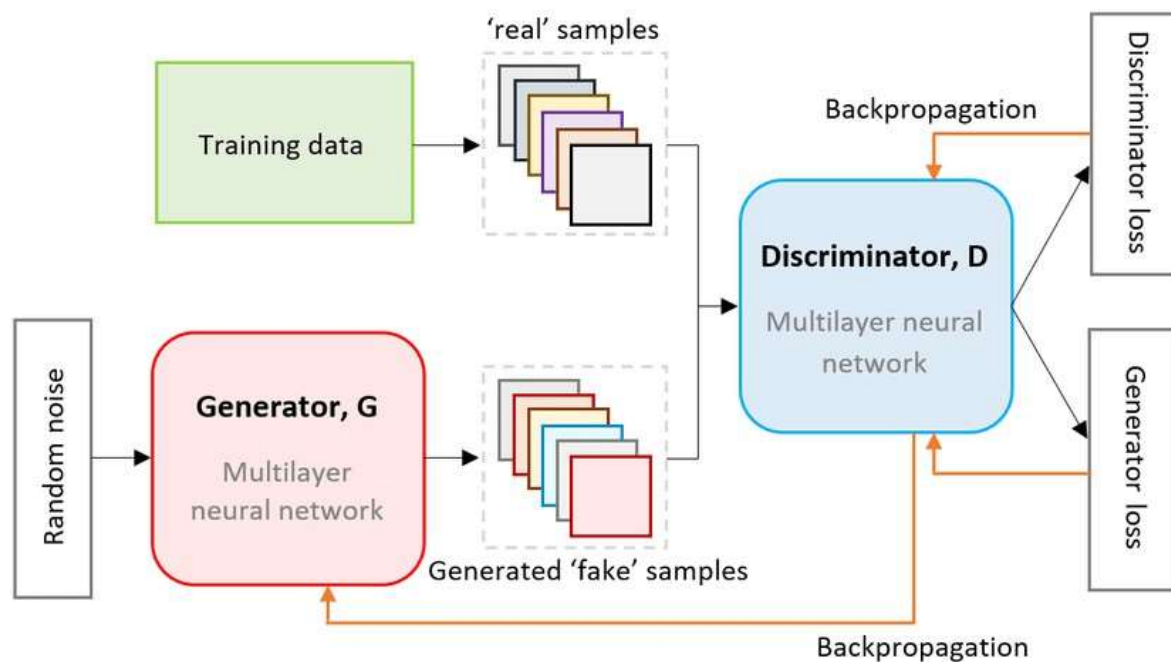 ‘real’ samples
Training data
Backpropagation
Discriminator loss
Discriminator, D
Multilayer neural
network
Random noise
Generator, G
Multilayer
neural network
Generated ‘fake’ samples
Generator loss
Backpropagation